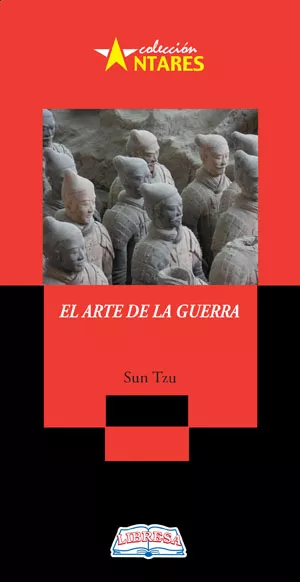 colección
ANTARES
EL ARTE DE LA GUERRA
Sun Tzu
LIBRESA